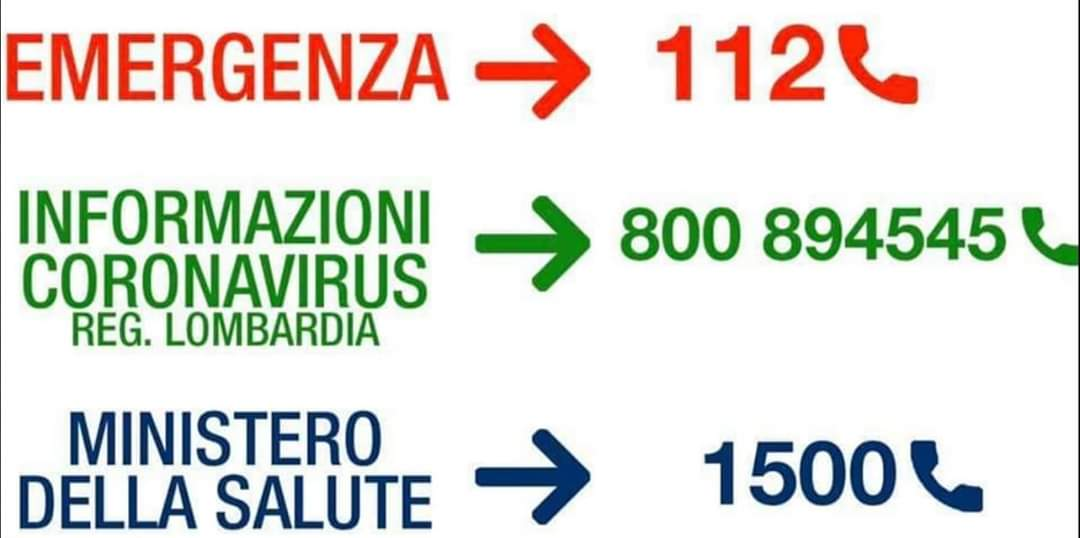 EMERGENZA → 112
INFORMAZIONI
CORONAVIRUS → 800 894545
REG. LOMBARDIA
MINISTERO
DELLA SALUTE → 1500